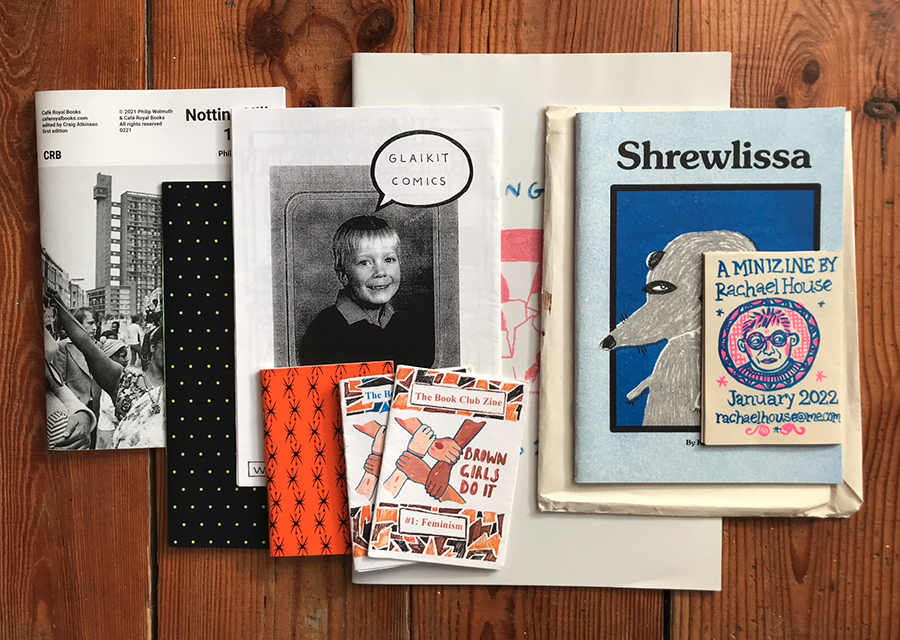 Café Royal Books
caferoyalbooks.com
edited by Craig Atkinson
first edition
© 2021 Philip Wolmuth
& Café Royal Books
All rights reserved
0221
CRB
GLAIKIT
COMICS
The Book Club Zine
BROWN
GIRLS
DO IT
#1: Feminism
Shrewlissa
By
A MINIZINE BY
Rachael House
January 2022
rachaelhouse@me.com